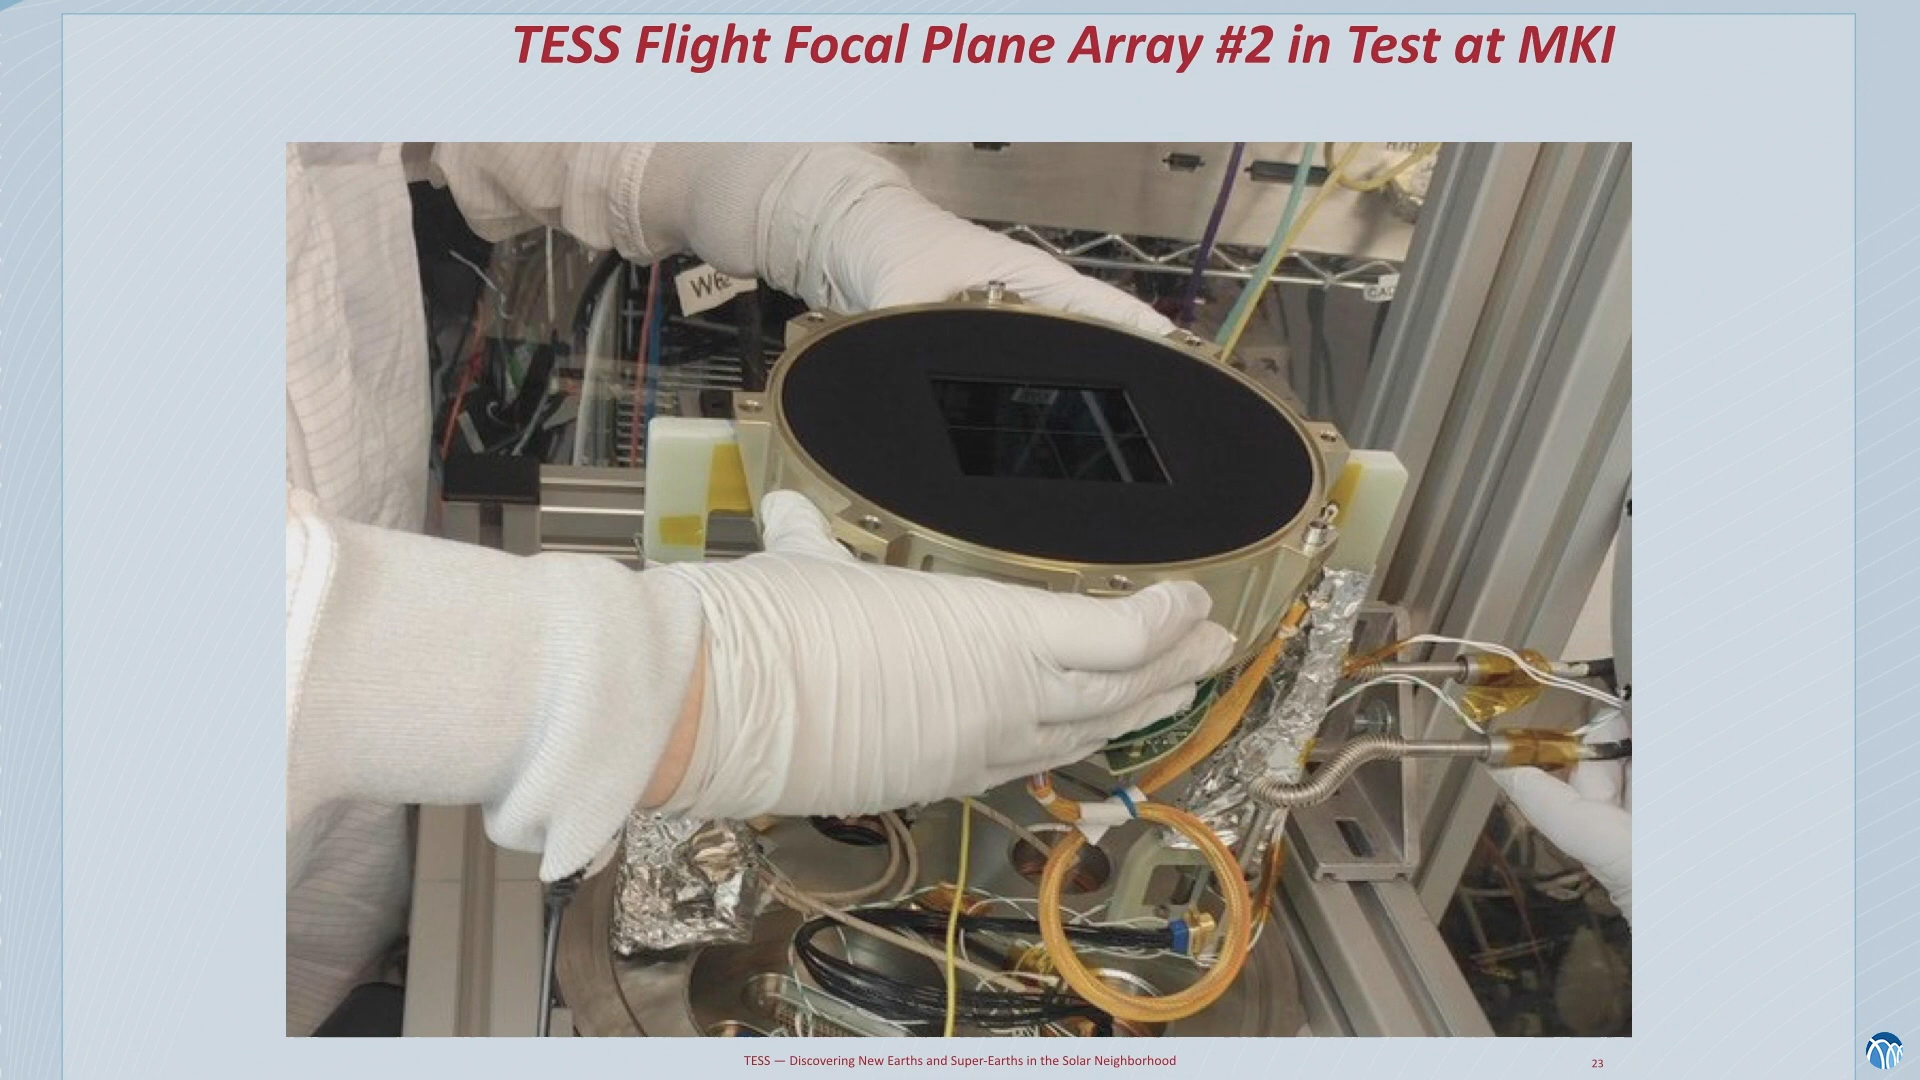 TESS Flight Focal Plane Array #2 in Test at MKI
TESS — Discovering New Earths and Super-Earths in the Solar Neighborhood
23